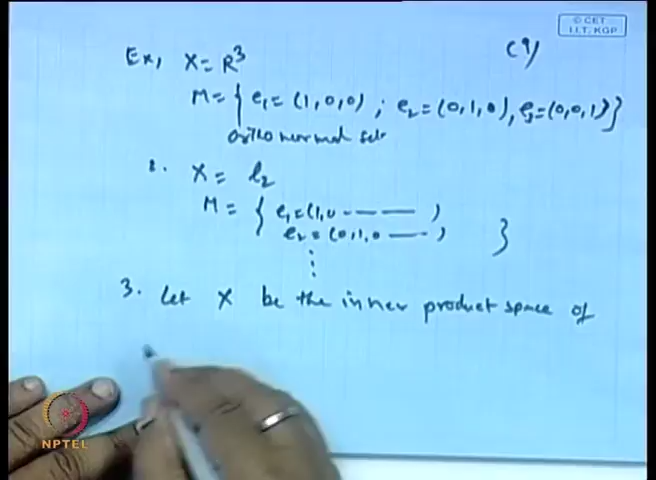 © CET
I.I.T. KGP
Ex, X = R³ (9)
M = { e₁ = (1,0,0) ; e₂ = (0,1,0), e₃ = (0,0,1) }
orthonormal set
2. X = l₂
M = { e₁ = (1,0 - - - )
e₂ = (0,1,0 - - ) }
⋮
3. Let X be the inner product space of
NPTEL